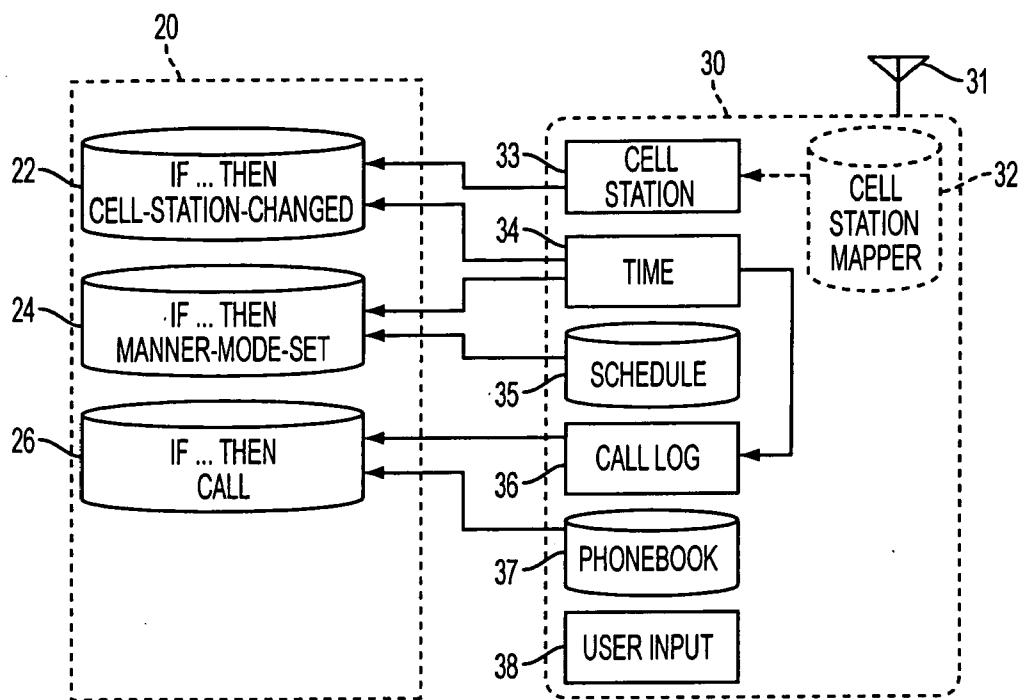 20
22
IF ... THEN
CELL-STATION-CHANGED
24
IF ... THEN
MANNER-MODE-SET
26
IF ... THEN
CALL
30
31
33
CELL
STATION
32
CELL
STATION
MAPPER
34
TIME
35
SCHEDULE
36
CALL LOG
37
PHONEBOOK
38
USER INPUT